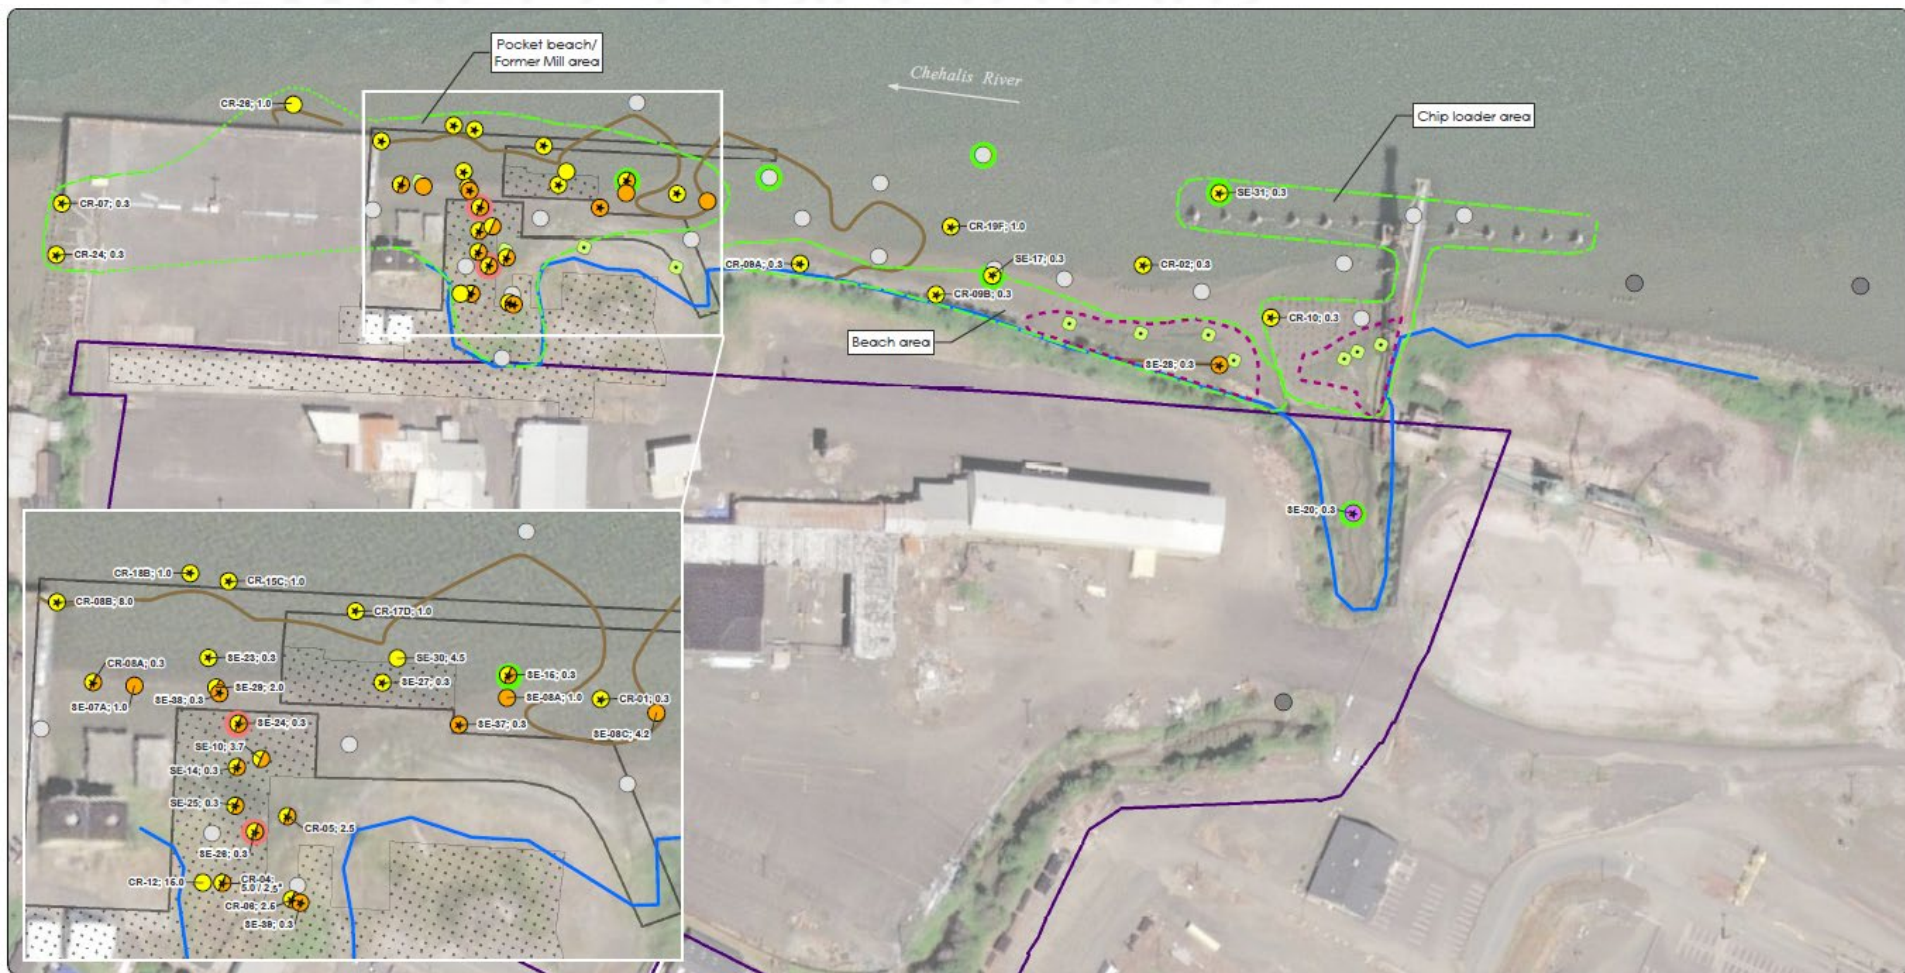 Pocket beach/
Former Mill area
Chehalis River
Chip loader area
CR-26; 1.0
CR-07; 0.3
CR-24; 0.3
SE-31; 0.3
CR-19F; 1.0
CR-09A; 0.3
SE-17; 0.3
CR-02; 0.3
CR-09B; 0.3
CR-10; 0.3
Beach area
SE-28; 0.3
SE-20; 0.3
CR-18B; 1.0
CR-15C; 1.0
CR-08B; 8.0
CR-17D; 1.0
CR-08A; 0.3
SE-23; 0.3
SE-30; 4.5
SE-29; 2.0
SE-27; 0.3
SE-16; 0.3
SE-38; 0.3
SE-07A; 1.0
SE-08A; 1.0
CR-01; 0.3
SE-24; 0.3
SE-37; 0.3
SE-08C; 4.2
SE-10; 3.7
SE-14; 0.3
SE-25; 0.3
CR-05; 2.5
SE-26; 0.3
CR-12; 16.0
CR-04;
5.0 / 2.5*
CR-06; 2.5
SE-39; 0.3